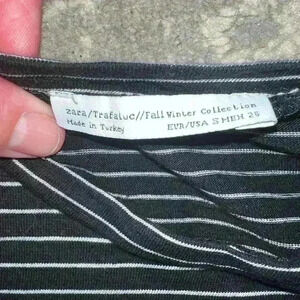 zara/Trafaluc//Fall Winter Collection
Made in Turkey EUR/USA S MEX 26